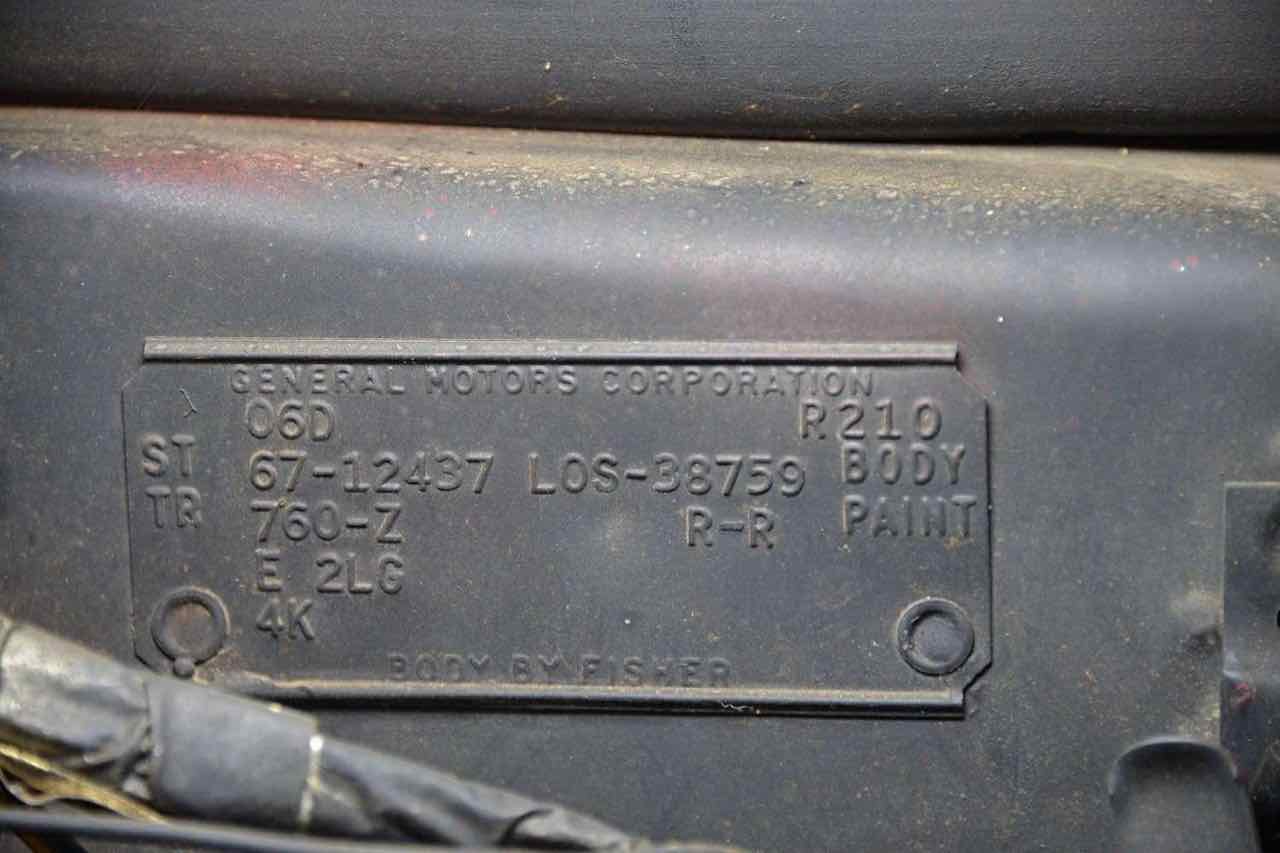 GENERAL MOTORS CORPORATION
06D R210
ST 67-12437 LOS-38759 BODY
TR 760-Z R-R PAINT
E 2LG
4K
BODY BY FISHER